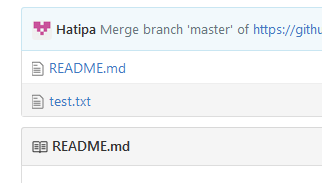 Hatipa Merge branch 'master' of https://githu
README.md
test.txt
README.md